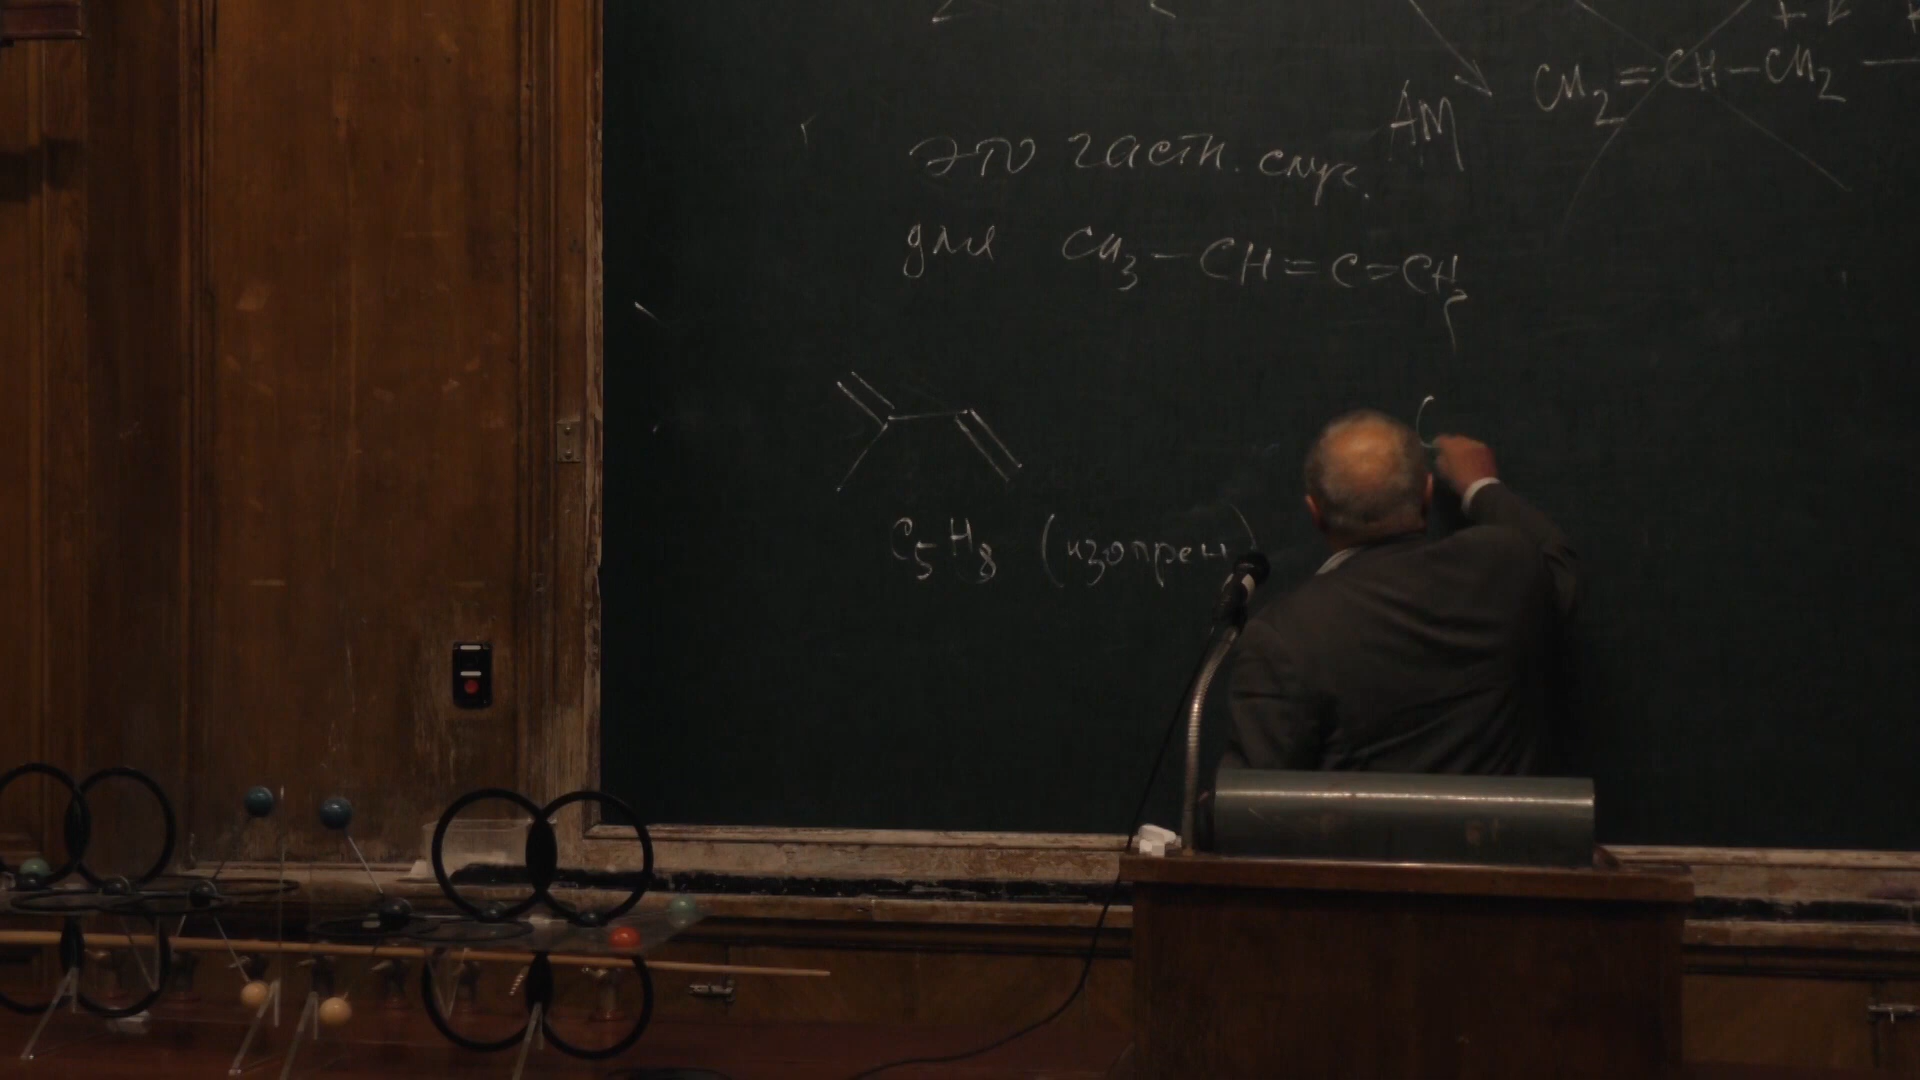 CH₂=CH–CH₂ —
AM
это частн. случ.
для CH₃–CH=C=CH₂
C₅H₈ (изопрен)